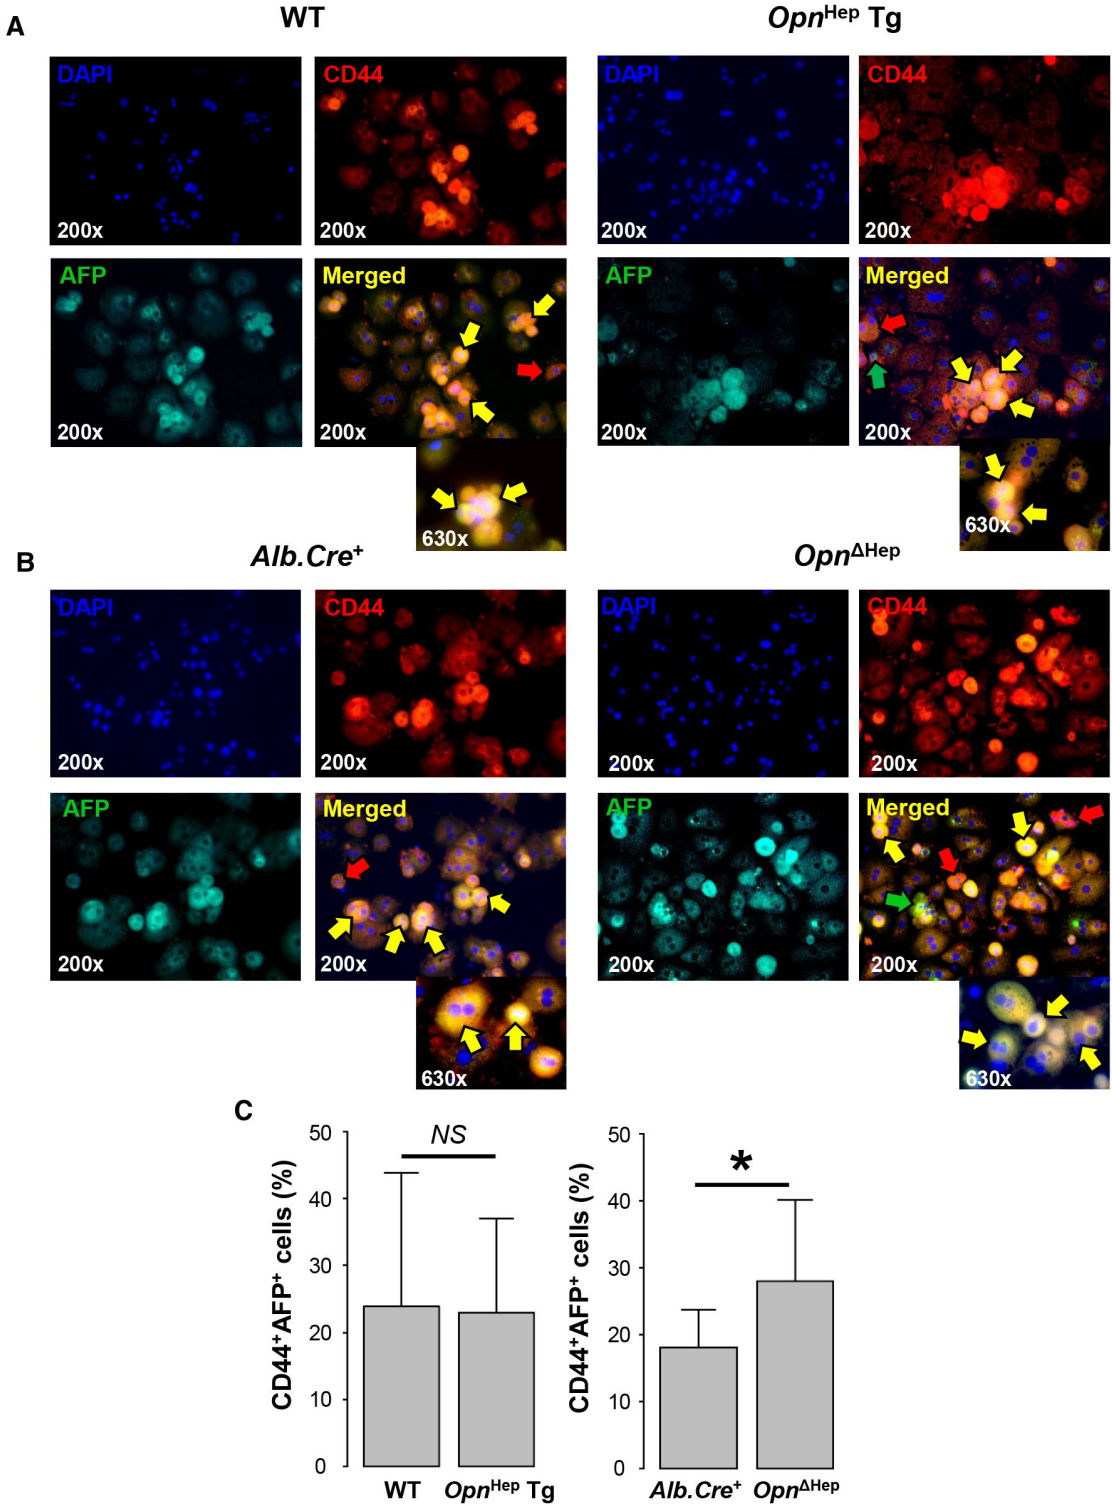 A
WT
Opn^Hep Tg
DAPI
200x
CD44
200x
DAPI
200x
CD44
200x
AFP
200x
Merged
200x
630x
AFP
200x
Merged
200x
630x
B
Alb.Cre⁺
Opn^ΔHep
DAPI
200x
CD44
200x
DAPI
200x
CD44
200x
AFP
200x
Merged
200x
630x
AFP
200x
Merged
200x
630x
C
CD44⁺AFP⁺ cells (%)
50
40
30
20
10
0
NS
WT
Opn^Hep Tg
CD44⁺AFP⁺ cells (%)
50
40
30
20
10
0
*
Alb.Cre⁺
Opn^ΔHep